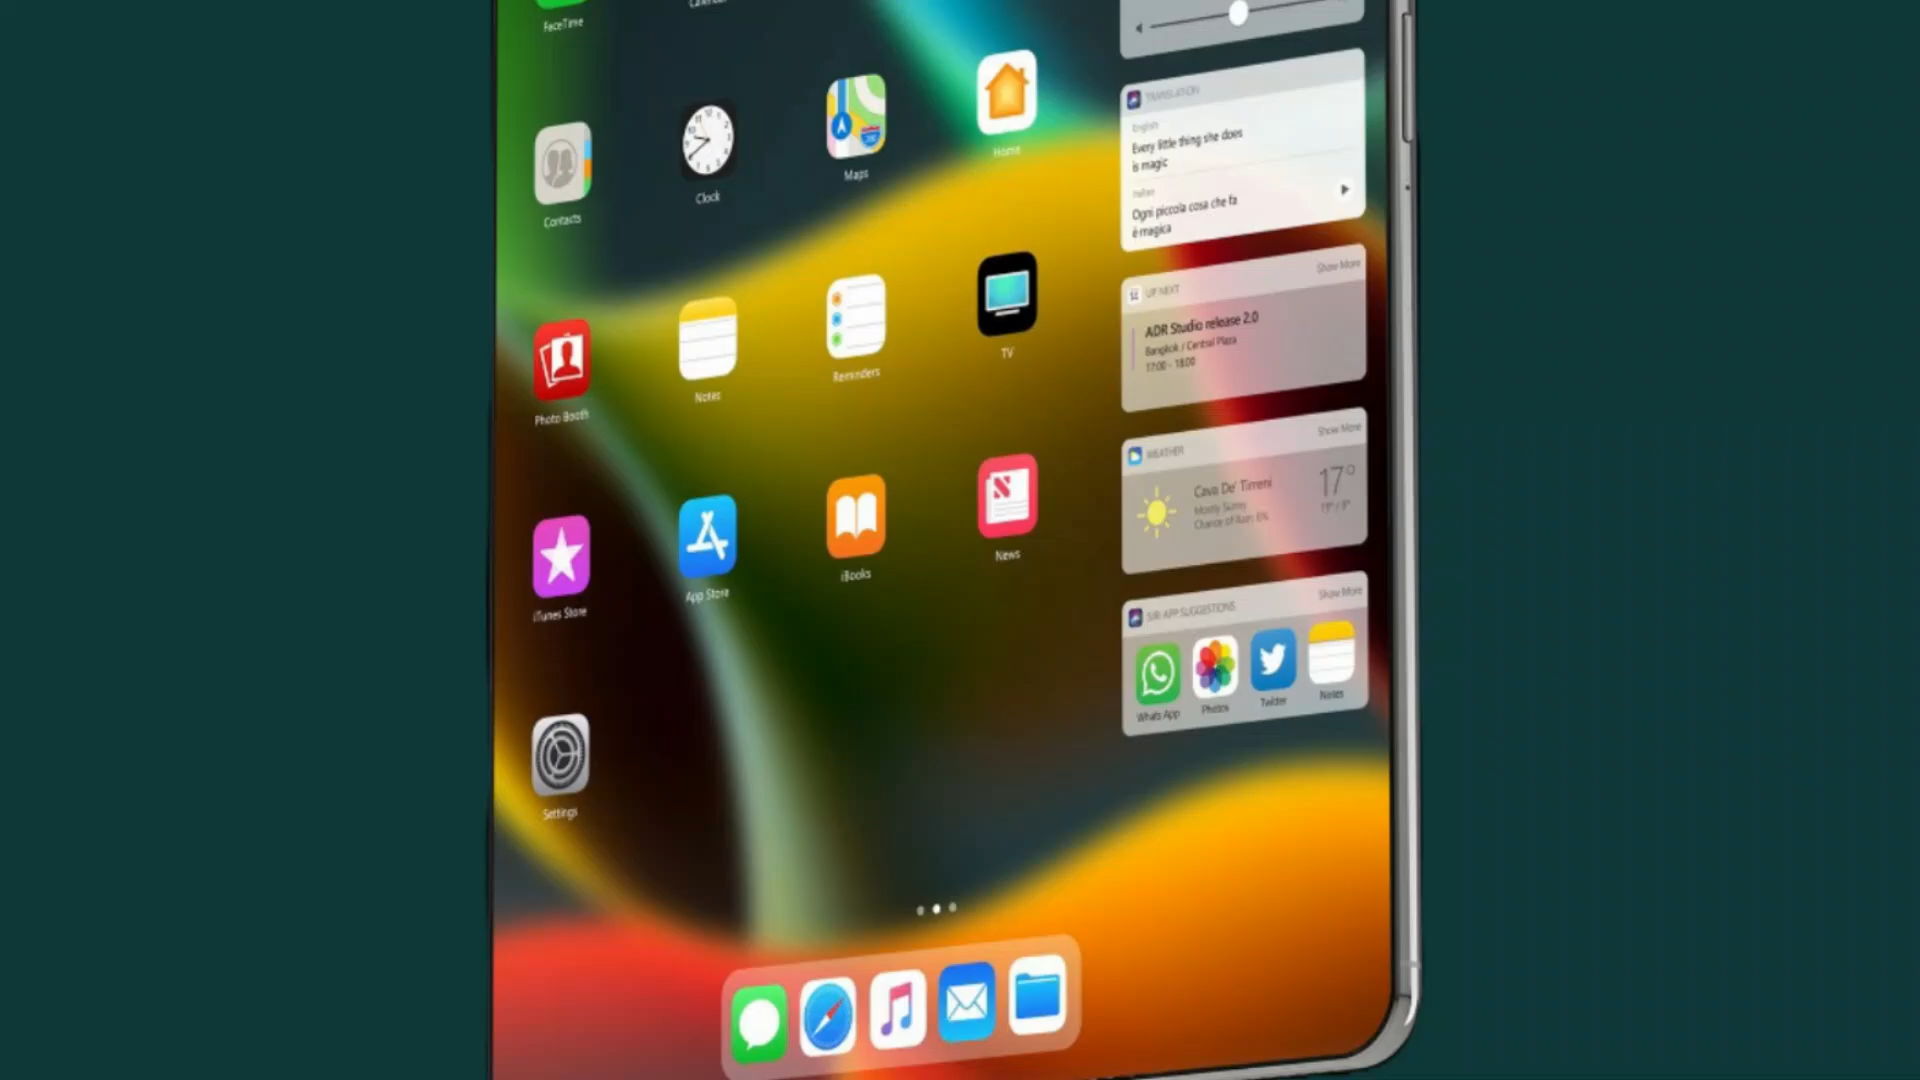 FaceTime
Calendar
Contacts
Clock
Maps
Home
Photo Booth
Notes
Reminders
TV
iTunes Store
App Store
iBooks
News
Settings
TRANSLATION
English
Every little thing she does
is magic
Italian
Ogni piccola cosa che fa
è magica
UP NEXT
Show More
ADR Studio release 2.0
Bangkok / Central Plaza
17:00 - 18:00
WEATHER
Show More
Cava De' Tirreni
17°
Mostly Sunny
Chance of Rain: 6%
SIRI APP SUGGESTIONS
Show More
Whats App
Photos
Twitter
Notes